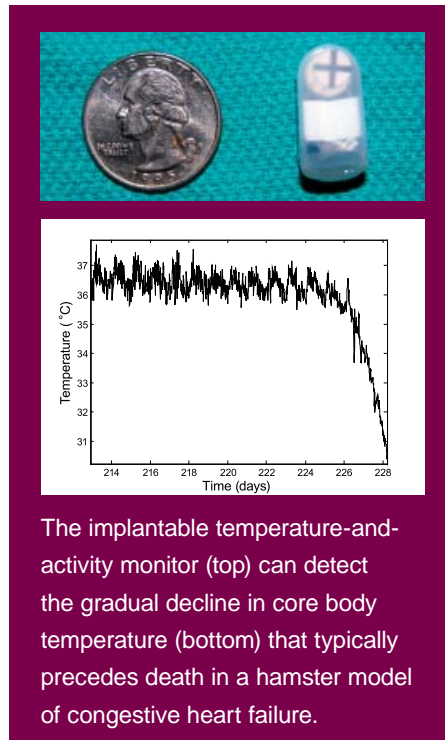 LIBERTY
37
36
35
34
33
32
31
Temperature ( °C)
214 216 218 220 222 224 226 228
Time (days)
The implantable temperature-and-
activity monitor (top) can detect
the gradual decline in core body
temperature (bottom) that typically
precedes death in a hamster model
of congestive heart failure.